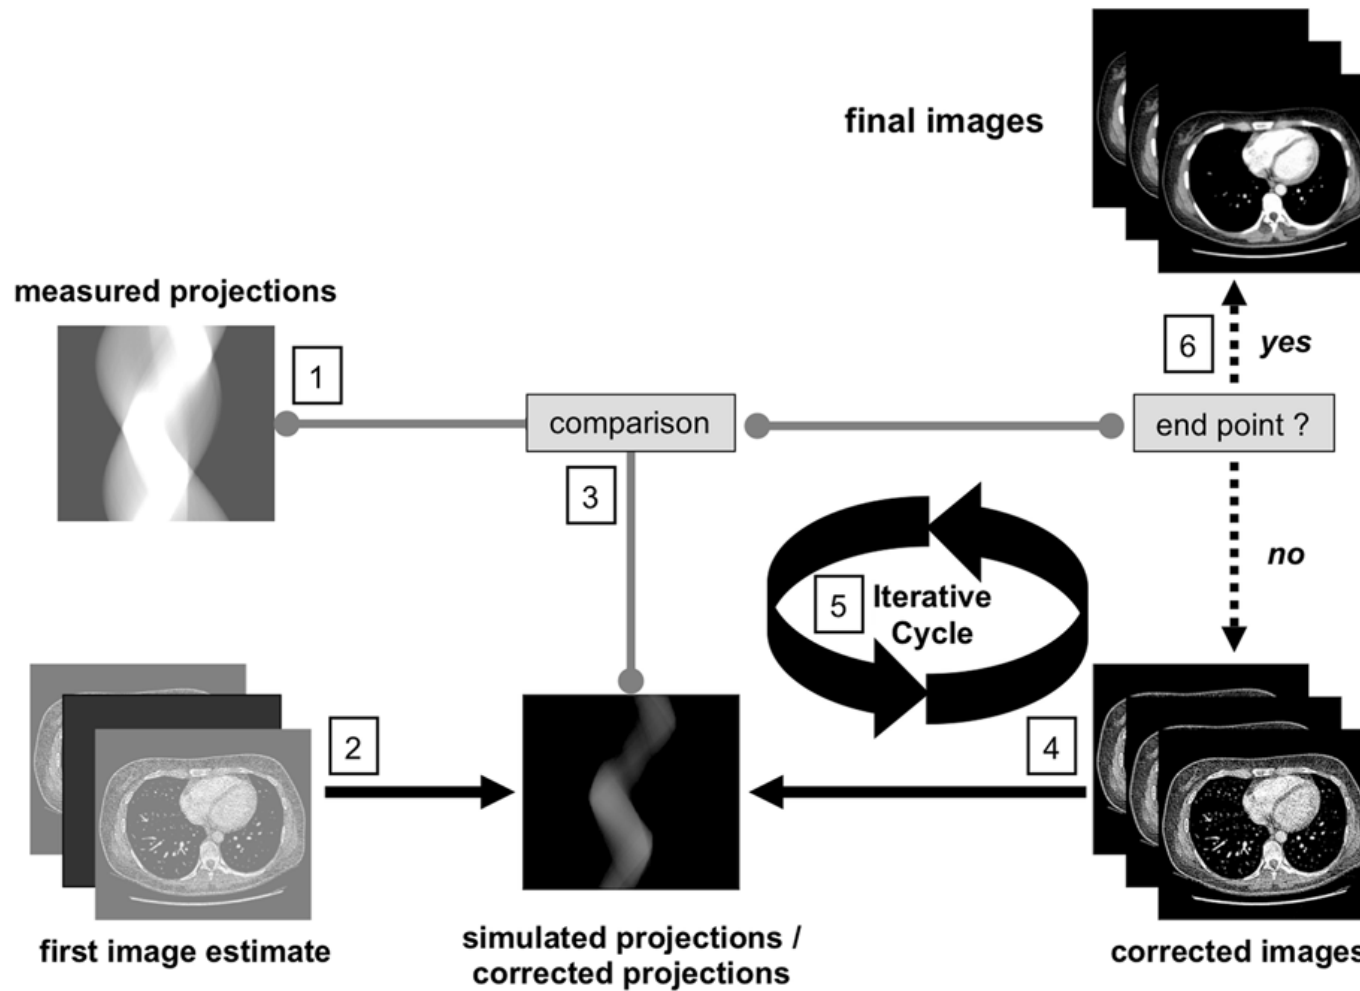 final images
measured projections
1
6
yes
comparison
end point ?
3
no
5
Iterative
Cycle
2
4
first image estimate
simulated projections /
corrected projections
corrected images